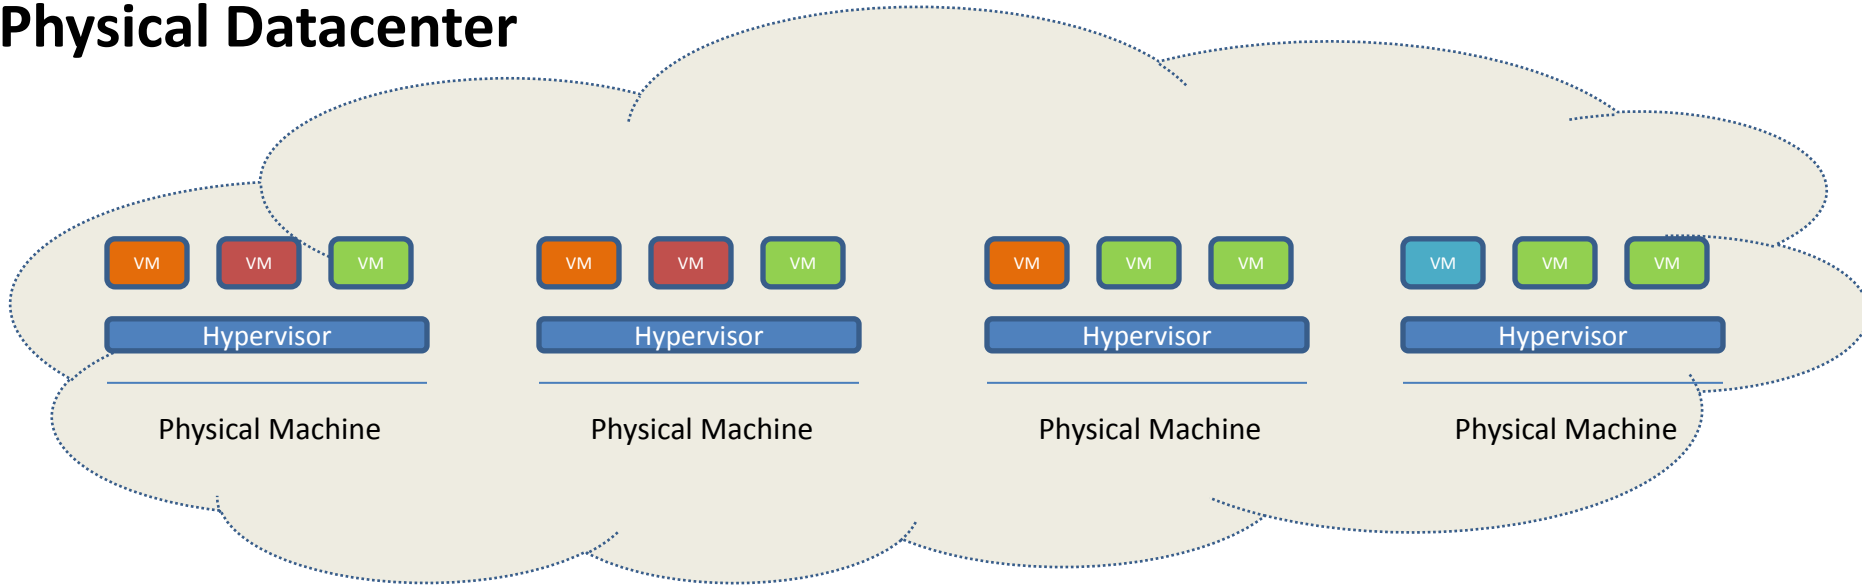 Physical Datacenter
VM VM VM VM VM VM VM VM VM VM VM VM
Hypervisor Hypervisor Hypervisor Hypervisor
Physical Machine Physical Machine Physical Machine Physical Machine